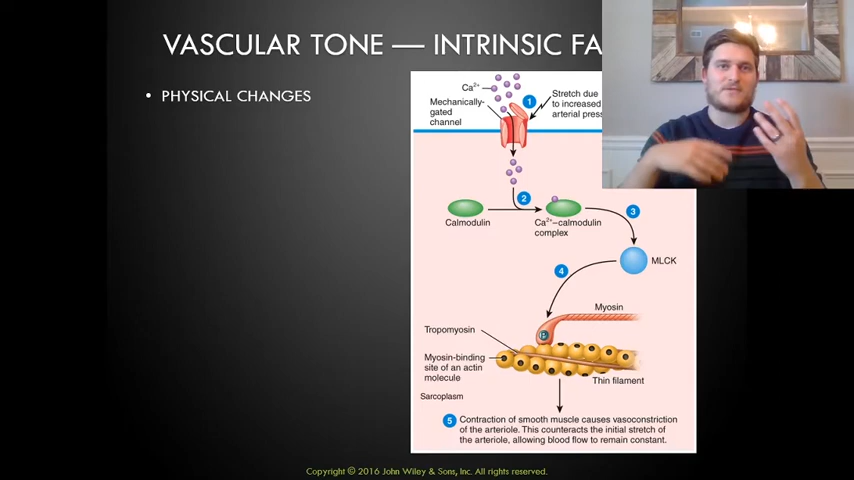 VASCULAR TONE — INTRINSIC FA
• PHYSICAL CHANGES
Ca2+
1
Stretch due
to increased
arterial press
Mechanically-
gated
channel
2
3
Calmodulin
Ca2+–calmodulin
complex
MLCK
4
Myosin
P
Tropomyosin
Myosin-binding
site of an actin
molecule
Thin filament
Sarcoplasm
5 Contraction of smooth muscle causes vasoconstriction
of the arteriole. This counteracts the initial stretch of
the arteriole, allowing blood flow to remain constant.
Copyright © 2016 John Wiley & Sons, Inc. All rights reserved.